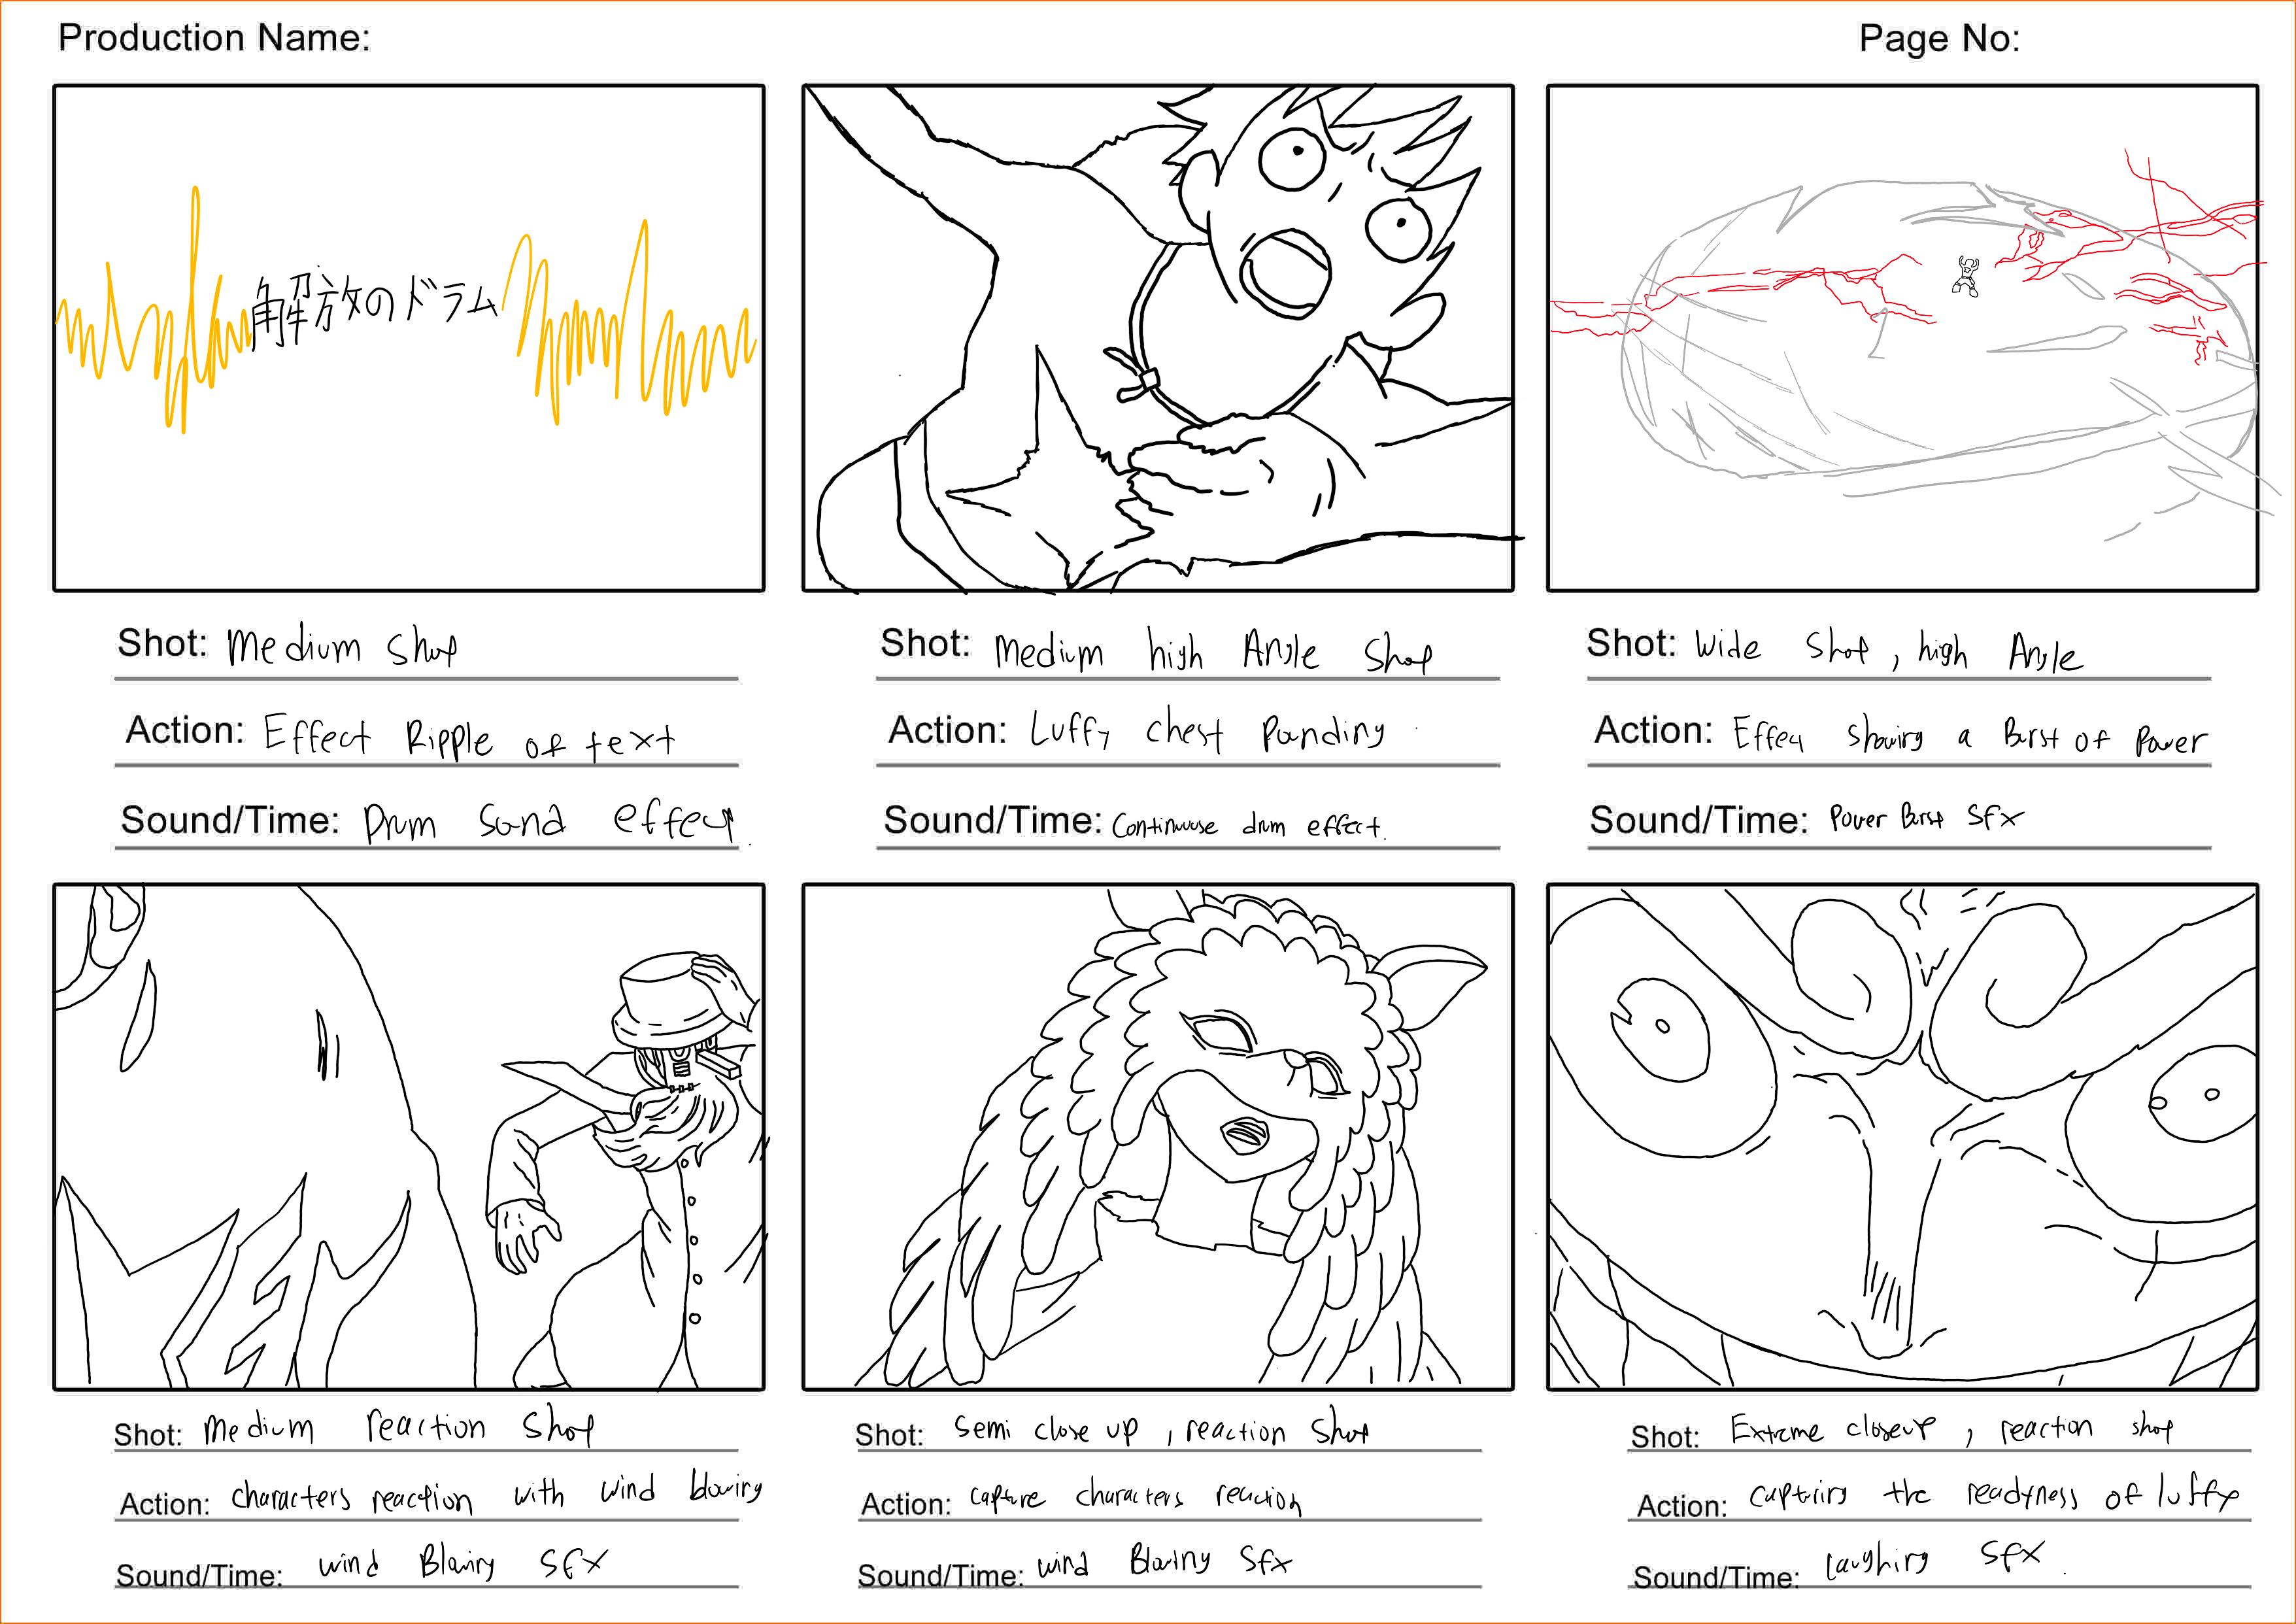 Production Name:
Page No:
解放のドラム
Shot: Medium shot
Action: Effect Ripple of text
Sound/Time: Drum sound effect.
Shot: Medium high Angle shot
Action: Luffy chest Pounding
Sound/Time: Continuouse drum effect.
Shot: Wide shot, high Angle
Action: Effect showing a Burst of Power
Sound/Time: Power Burst SFX
Shot: Medium reaction shot
Action: characters reaction with wind blowing
Sound/Time: wind Blowing SFX
Shot: Semi close up, reaction shot
Action: Capture characters reaction
Sound/Time: wind Blowing Sfx
Shot: Extreme closeup, reaction shot
Action: Capturing the readyness of luffy
Sound/Time: Laughing SFX.